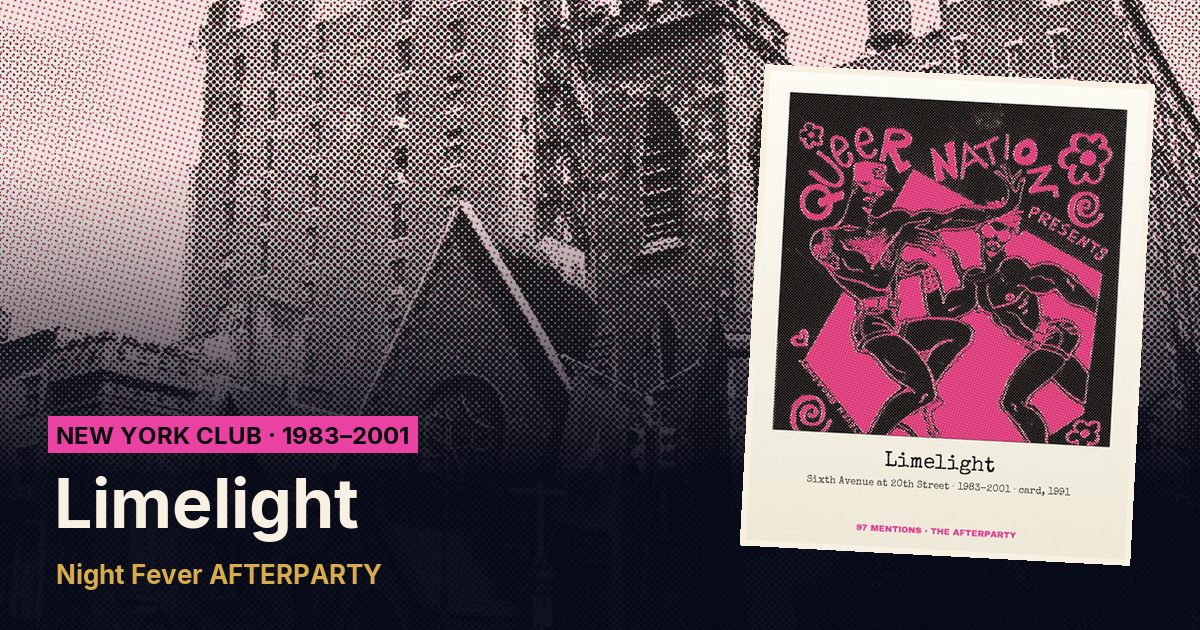 NEW YORK CLUB · 1983–2001
Limelight
Night Fever AFTERPARTY
QUEER NATION
PRESENTS
Limelight
Sixth Avenue at 20th Street · 1983–2001 · card, 1991
97 MENTIONS · THE AFTERPARTY